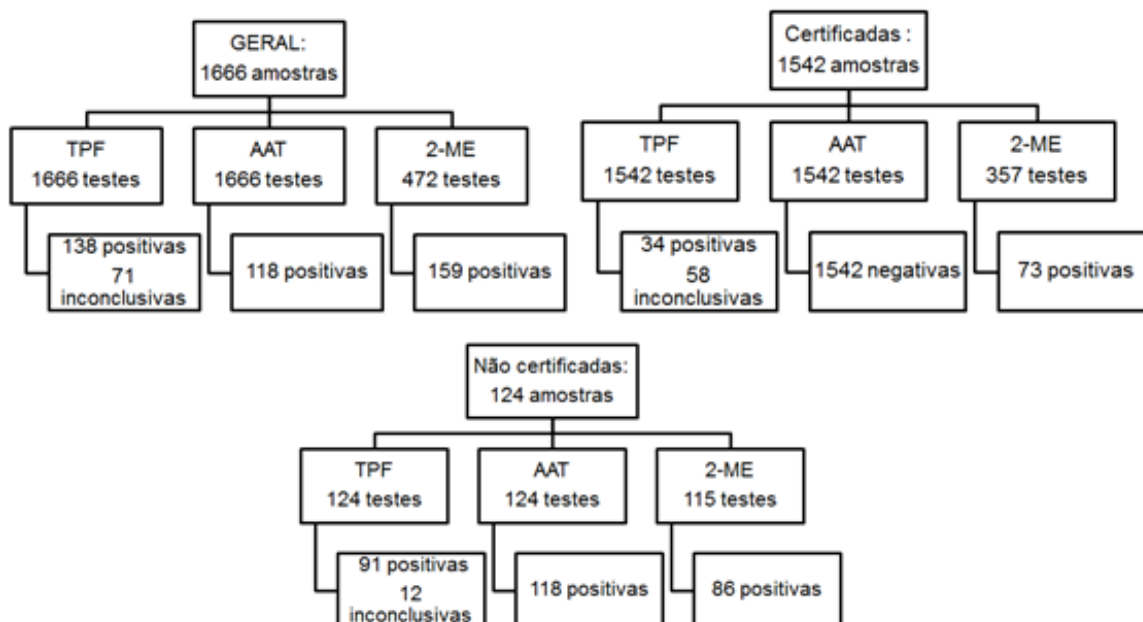 GERAL:
1666 amostras
TPF
1666 testes
AAT
1666 testes
2-ME
472 testes
138 positivas
71
inconclusivas
118 positivas
159 positivas
Certificadas :
1542 amostras
TPF
1542 testes
AAT
1542 testes
2-ME
357 testes
34 positivas
58
inconclusivas
1542 negativas
73 positivas
Não certificadas:
124 amostras
TPF
124 testes
AAT
124 testes
2-ME
115 testes
91 positivas
12
inconclusivas
118 positivas
86 positivas